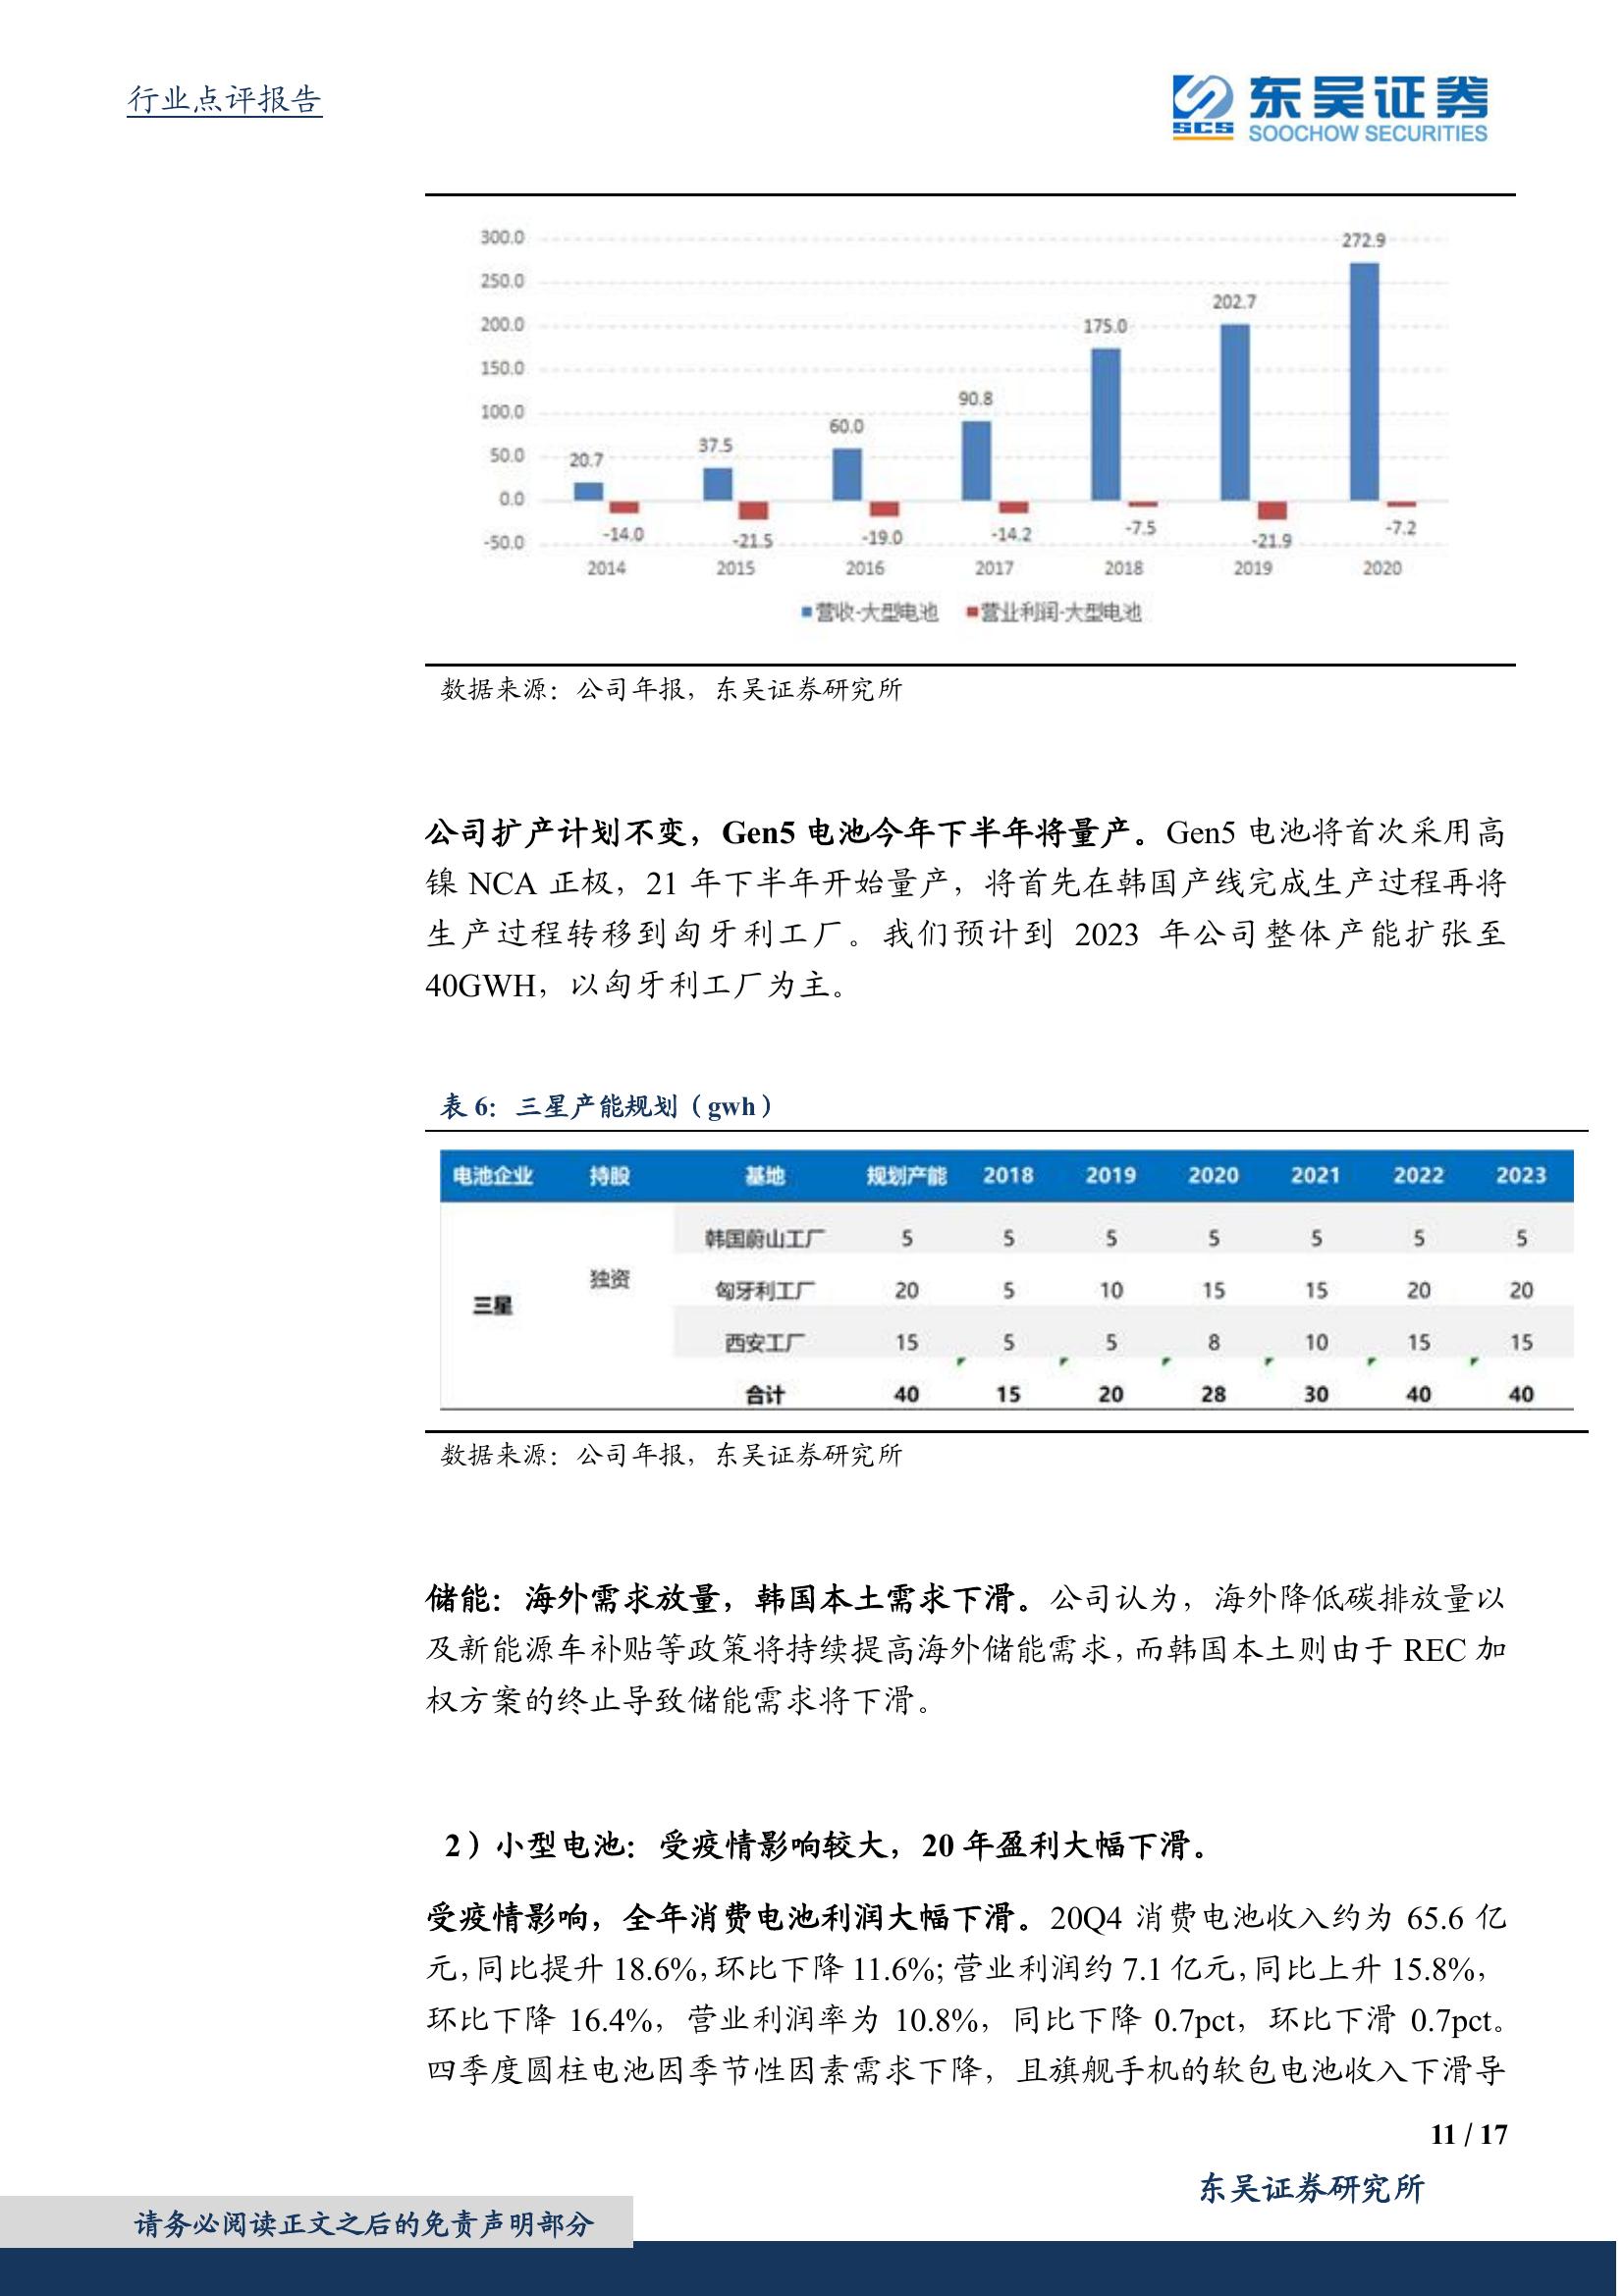 行业点评报告
东吴证券
SCS
SOOCHOW SECURITIES
300.0
250.0
200.0
150.0
100.0
50.0
0.0
-50.0
20.7 37.5 60.0 90.8 175.0 202.7 272.9
-14.0 -21.5 -19.0 -14.2 -7.5 -21.9 -7.2
2014 2015 2016 2017 2018 2019 2020
营收-大型电池 营业利润-大型电池
数据来源：公司年报，东吴证券研究所
公司扩产计划不变，Gen5 电池今年下半年将量产。Gen5 电池将首次采用高
镍 NCA 正极，21 年下半年开始量产，将首先在韩国产线完成生产过程再将
生产过程转移到匈牙利工厂。我们预计到 2023 年公司整体产能扩张至
40GWH，以匈牙利工厂为主。
表 6：三星产能规划（gwh）
电池企业 持股 基地 规划产能 2018 2019 2020 2021 2022 2023
韩国蔚山工厂 5 5 5 5 5 5 5
独资
匈牙利工厂 20 5 10 15 15 20 20
三星
西安工厂 15 5 5 8 10 15 15
合计 40 15 20 28 30 40 40
数据来源：公司年报，东吴证券研究所
储能：海外需求放量，韩国本土需求下滑。公司认为，海外降低碳排放量以
及新能源车补贴等政策将持续提高海外储能需求，而韩国本土则由于 REC 加
权方案的终止导致储能需求将下滑。
2）小型电池：受疫情影响较大，20 年盈利大幅下滑。
受疫情影响，全年消费电池利润大幅下滑。20Q4 消费电池收入约为 65.6 亿
元，同比提升 18.6%，环比下降 11.6%；营业利润约 7.1 亿元，同比上升 15.8%，
环比下降 16.4%，营业利润率为 10.8%，同比下降 0.7pct，环比下滑 0.7pct。
四季度圆柱电池因季节性因素需求下降，且旗舰手机的软包电池收入下滑导
11 / 17
东吴证券研究所
请务必阅读正文之后的免责声明部分